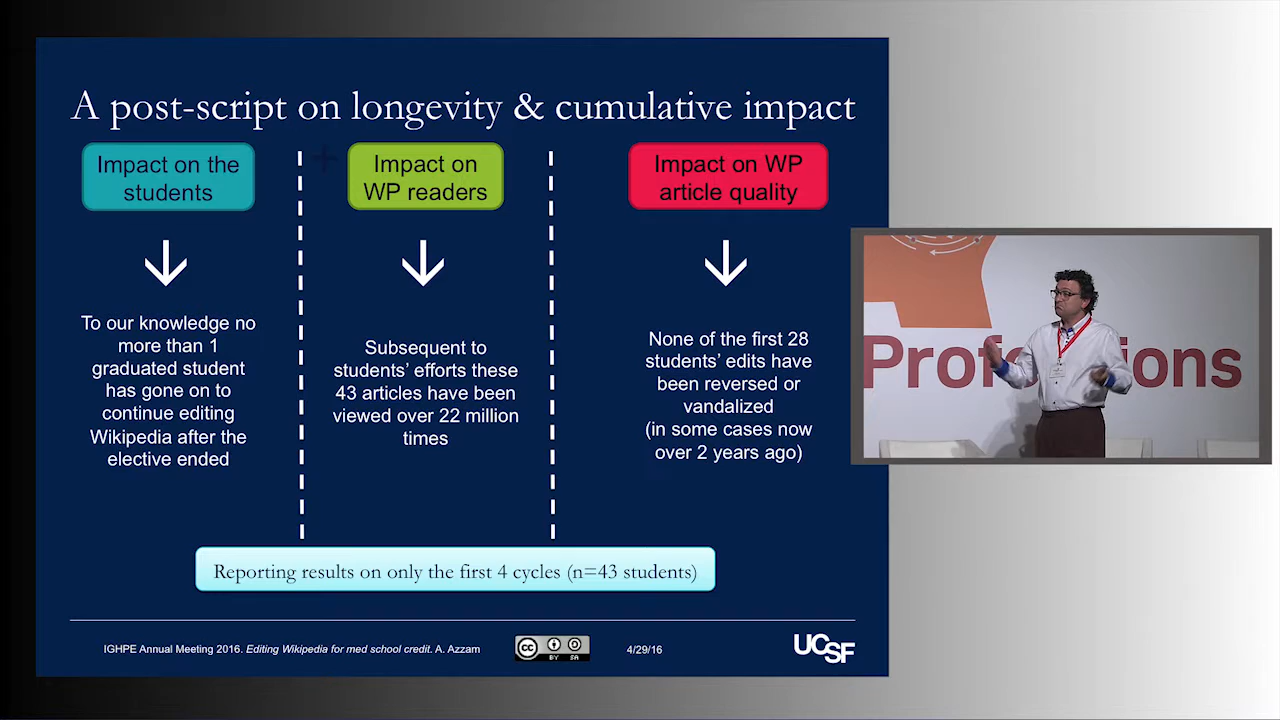 A post-script on longevity & cumulative impact
Impact on the
students
To our knowledge no
more than 1
graduated student
has gone on to
continue editing
Wikipedia after the
elective ended
Impact on
WP readers
Subsequent to
students' efforts these
43 articles have been
viewed over 22 million
times
Impact on WP
article quality
None of the first 28
students' edits have
been reversed or
vandalized
(in some cases now
over 2 years ago)
Reporting results on only the first 4 cycles (n=43 students)
IGHPE Annual Meeting 2016. Editing Wikipedia for med school credit. A. Azzam
cc
BY SA
4/29/16
UCSF